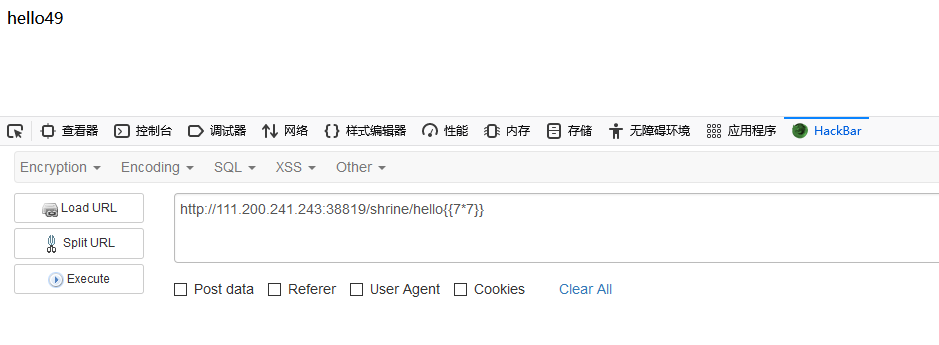 hello49
查看器 控制台 调试器 网络 样式编辑器 性能 内存 存储 无障碍环境 应用程序 HackBar
Encryption Encoding SQL XSS Other
Load URL
http://111.200.241.243:38819/shrine/hello{{7*7}}
Split URL
Execute
Post data Referer User Agent Cookies Clear All